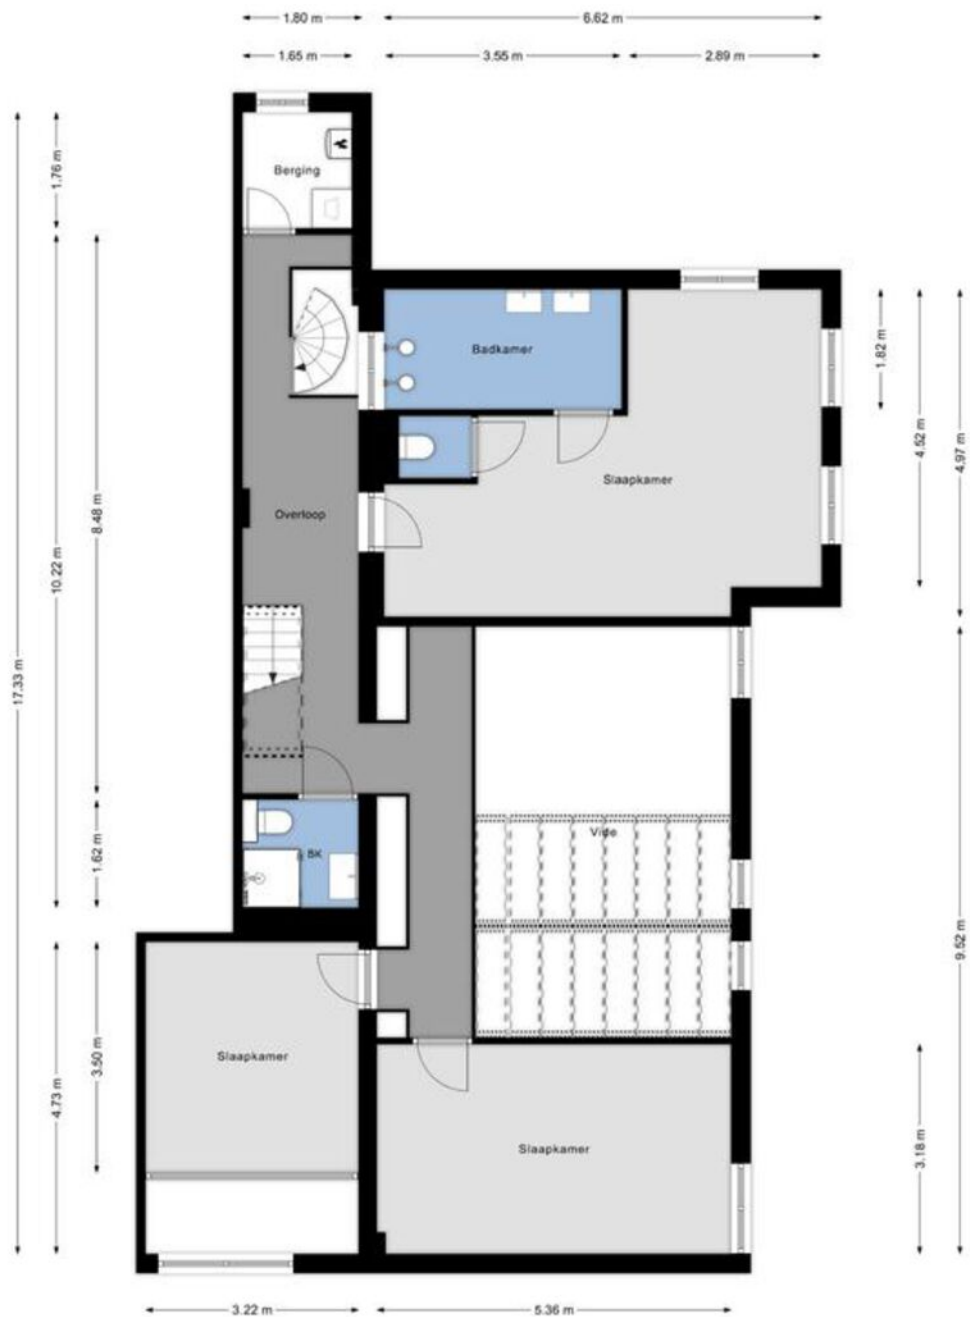 1.80 m
6.62 m
1.65 m
3.55 m
2.89 m
1.76 m
Berging
Badkamer
1.82 m
Slaapkamer
4.52 m
4.97 m
Overloop
8.48 m
10.22 m
17.33 m
Vide
BK
1.62 m
9.52 m
Slaapkamer
3.50 m
4.73 m
Slaapkamer
3.18 m
3.22 m
5.36 m